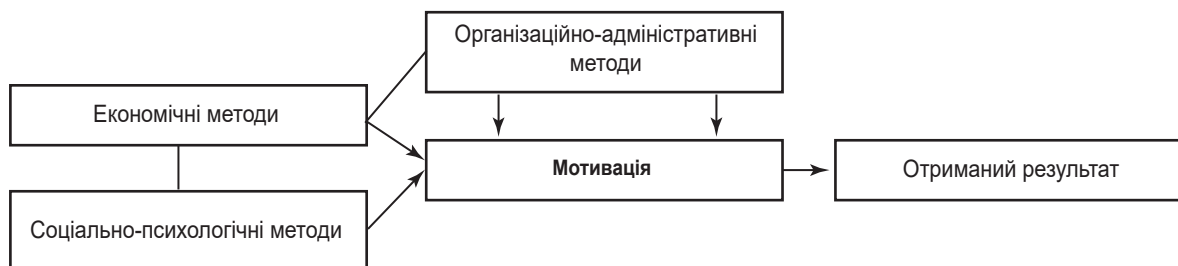 Організаційно-адміністративні
методи
Економічні методи
Мотивація
Отриманий результат
Соціально-психологічні методи